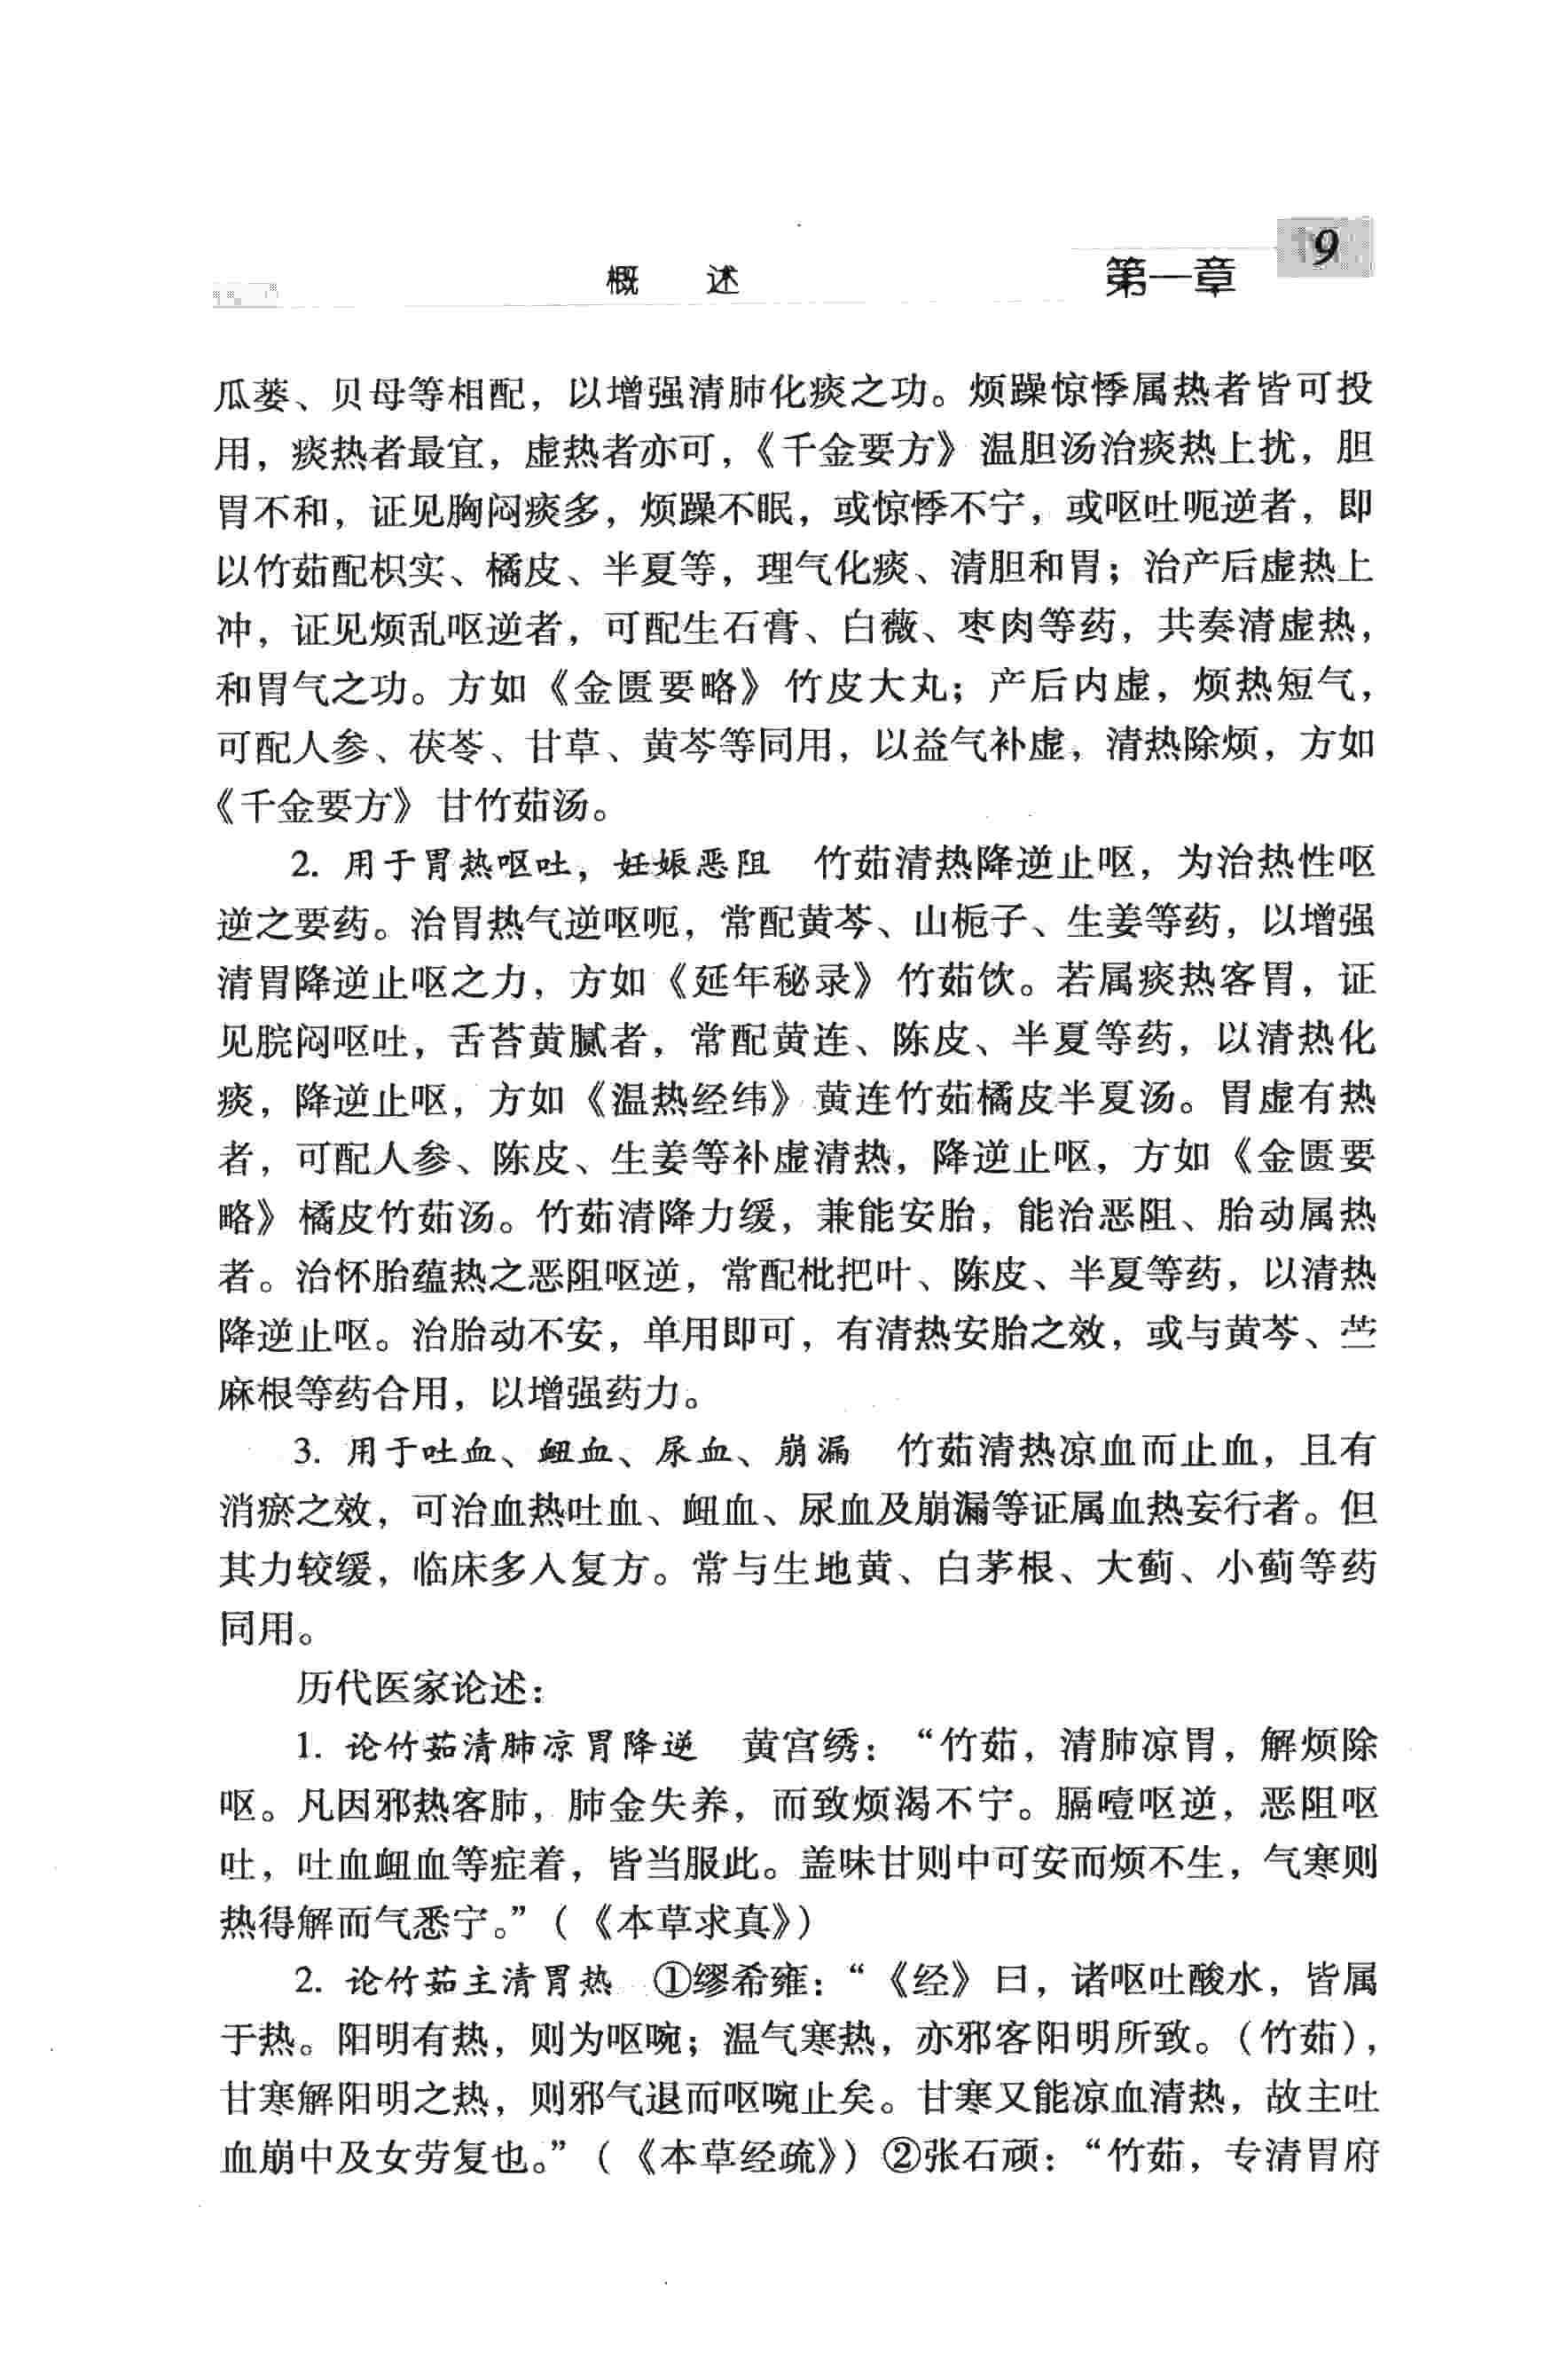 概 述 第一章 9
瓜蒌、贝母等相配，以增强清肺化痰之功。烦躁惊悸属热者皆可投
用，痰热者最宜，虚热者亦可，《千金要方》温胆汤治痰热上扰，胆
胃不和，证见胸闷痰多，烦躁不眠，或惊悸不宁，或呕吐呃逆者，即
以竹茹配枳实、橘皮、半夏等，理气化痰、清胆和胃；治产后虚热上
冲，证见烦乱呕逆者，可配生石膏、白薇、枣肉等药，共奏清虚热，
和胃气之功。方如《金匮要略》竹皮大丸；产后内虚，烦热短气，
可配人参、茯苓、甘草、黄芩等同用，以益气补虚，清热除烦，方如
《千金要方》甘竹茹汤。
2. 用于胃热呕吐，妊娠恶阻 竹茹清热降逆止呕，为治热性呕
逆之要药。治胃热气逆呕呃，常配黄芩、山栀子、生姜等药，以增强
清胃降逆止呕之力，方如《延年秘录》竹茹饮。若属痰热客胃，证
见脘闷呕吐，舌苔黄腻者，常配黄连、陈皮、半夏等药，以清热化
痰，降逆止呕，方如《温热经纬》黄连竹茹橘皮半夏汤。胃虚有热
者，可配人参、陈皮、生姜等补虚清热，降逆止呕，方如《金匮要
略》橘皮竹茹汤。竹茹清降力缓，兼能安胎，能治恶阻、胎动属热
者。治怀胎蕴热之恶阻呕逆，常配枇把叶、陈皮、半夏等药，以清热
降逆止呕。治胎动不安，单用即可，有清热安胎之效，或与黄芩、苎
麻根等药合用，以增强药力。
3. 用于吐血、衄血、尿血、崩漏 竹茹清热凉血而止血，且有
消瘀之效，可治血热吐血、衄血、尿血及崩漏等证属血热妄行者。但
其力较缓，临床多入复方。常与生地黄、白茅根、大蓟、小蓟等药
同用。
历代医家论述：
1. 论竹茹清肺凉胃降逆 黄宫绣：“竹茹，清肺凉胃，解烦除
呕。凡因邪热客肺，肺金失养，而致烦渴不宁。膈噎呕逆，恶阻呕
吐，吐血衄血等症着，皆当服此。盖味甘则中可安而烦不生，气寒则
热得解而气悉宁。”（《本草求真》）
2. 论竹茹主清胃热 ①缪希雍：“《经》曰，诸呕吐酸水，皆属
于热。阳明有热，则为呕啘；温气寒热，亦邪客阳明所致。（竹茹），
甘寒解阳明之热，则邪气退而呕啘止矣。甘寒又能凉血清热，故主吐
血崩中及女劳复也。”（《本草经疏》）②张石顽：“竹茹，专清胃府